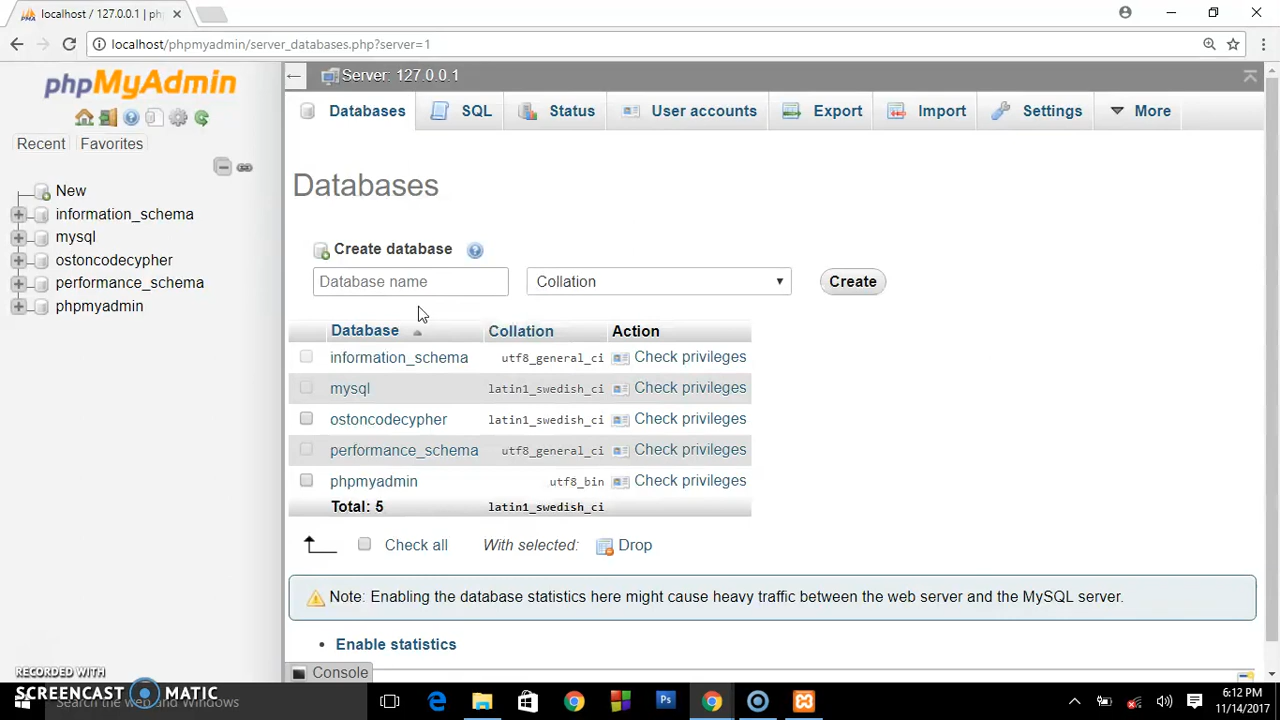 localhost / 127.0.0.1 | ph
localhost/phpmyadmin/server_databases.php?server=1
phpMyAdmin
Recent
Favorites
New
information_schema
mysql
ostoncodecypher
performance_schema
phpmyadmin
Server: 127.0.0.1
Databases
SQL
Status
User accounts
Export
Import
Settings
More
Databases
Create database
Database name
Collation
Create
Database Collation Action
information_schema utf8_general_ci Check privileges
mysql latin1_swedish_ci Check privileges
ostoncodecypher latin1_swedish_ci Check privileges
performance_schema utf8_general_ci Check privileges
phpmyadmin utf8_bin Check privileges
Total: 5 latin1_swedish_ci
Check all With selected: Drop
Note: Enabling the database statistics here might cause heavy traffic between the web server and the MySQL server.
Enable statistics
Console
RECORDED WITH
SCREENCAST MATIC
Search the web and Windows
Ps
6:12 PM
11/14/2017